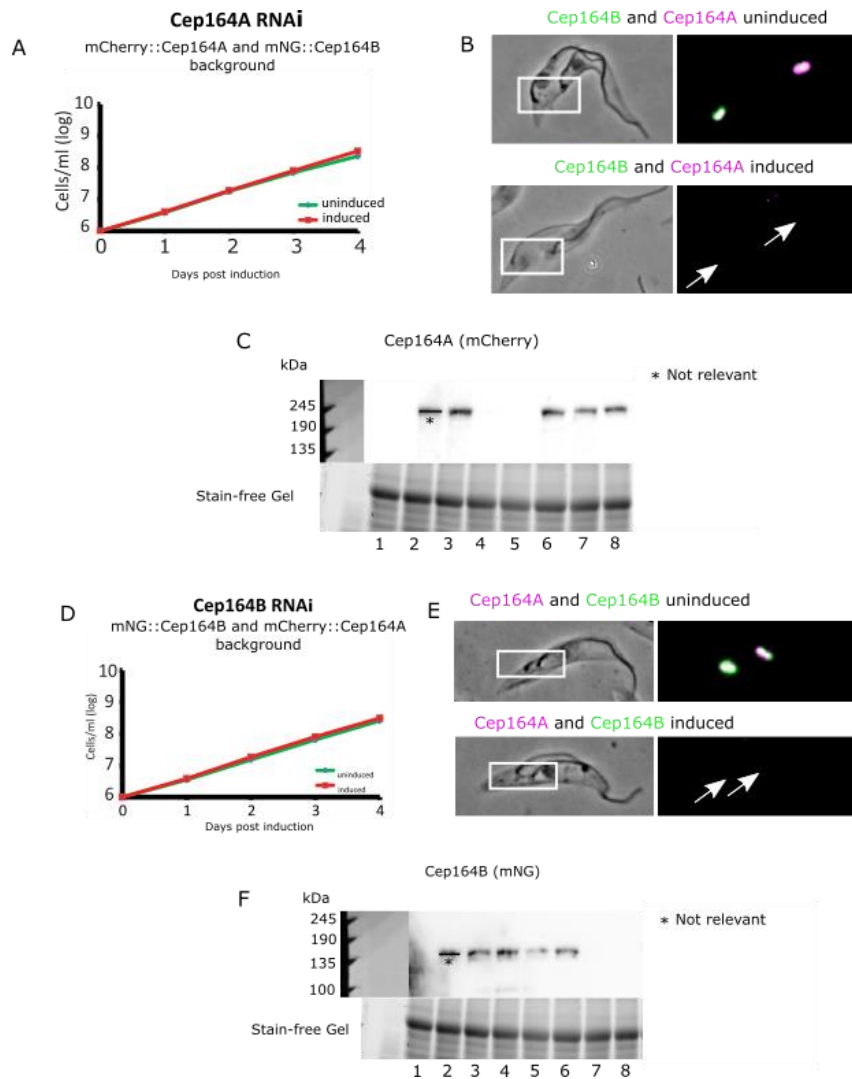 Cep164A RNAi
A
mCherry::Cep164A and mNG::Cep164B
background
Cells/ml (log)
10
9
8
7
6
0 1 2 3 4
uninduced
induced
Days post induction
B
Cep164B and Cep164A uninduced
Cep164B and Cep164A induced
C
Cep164A (mCherry)
kDa
245
190
135
*
* Not relevant
Stain-free Gel
1 2 3 4 5 6 7 8
D
Cep164B RNAi
mNG::Cep164B and mCherry::Cep164A
background
Cells/ml (log)
10
9
8
7
6
0 1 2 3 4
uninduced
induced
Days post induction
E
Cep164A and Cep164B uninduced
Cep164A and Cep164B induced
F
Cep164B (mNG)
kDa
245
190
135
100
*
* Not relevant
Stain-free Gel
1 2 3 4 5 6 7 8